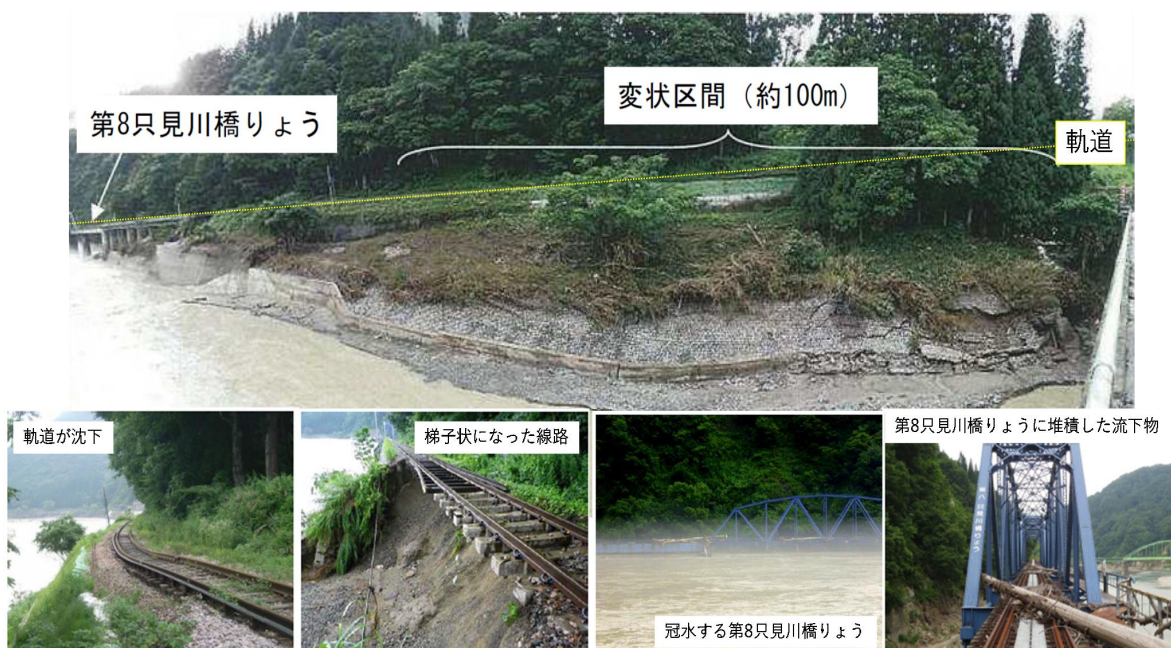 第8只見川橋りょう
変状区間（約100m）
軌道
軌道が沈下
梯子状になった線路
冠水する第8只見川橋りょう
第8只見川橋りょうに堆積した流下物